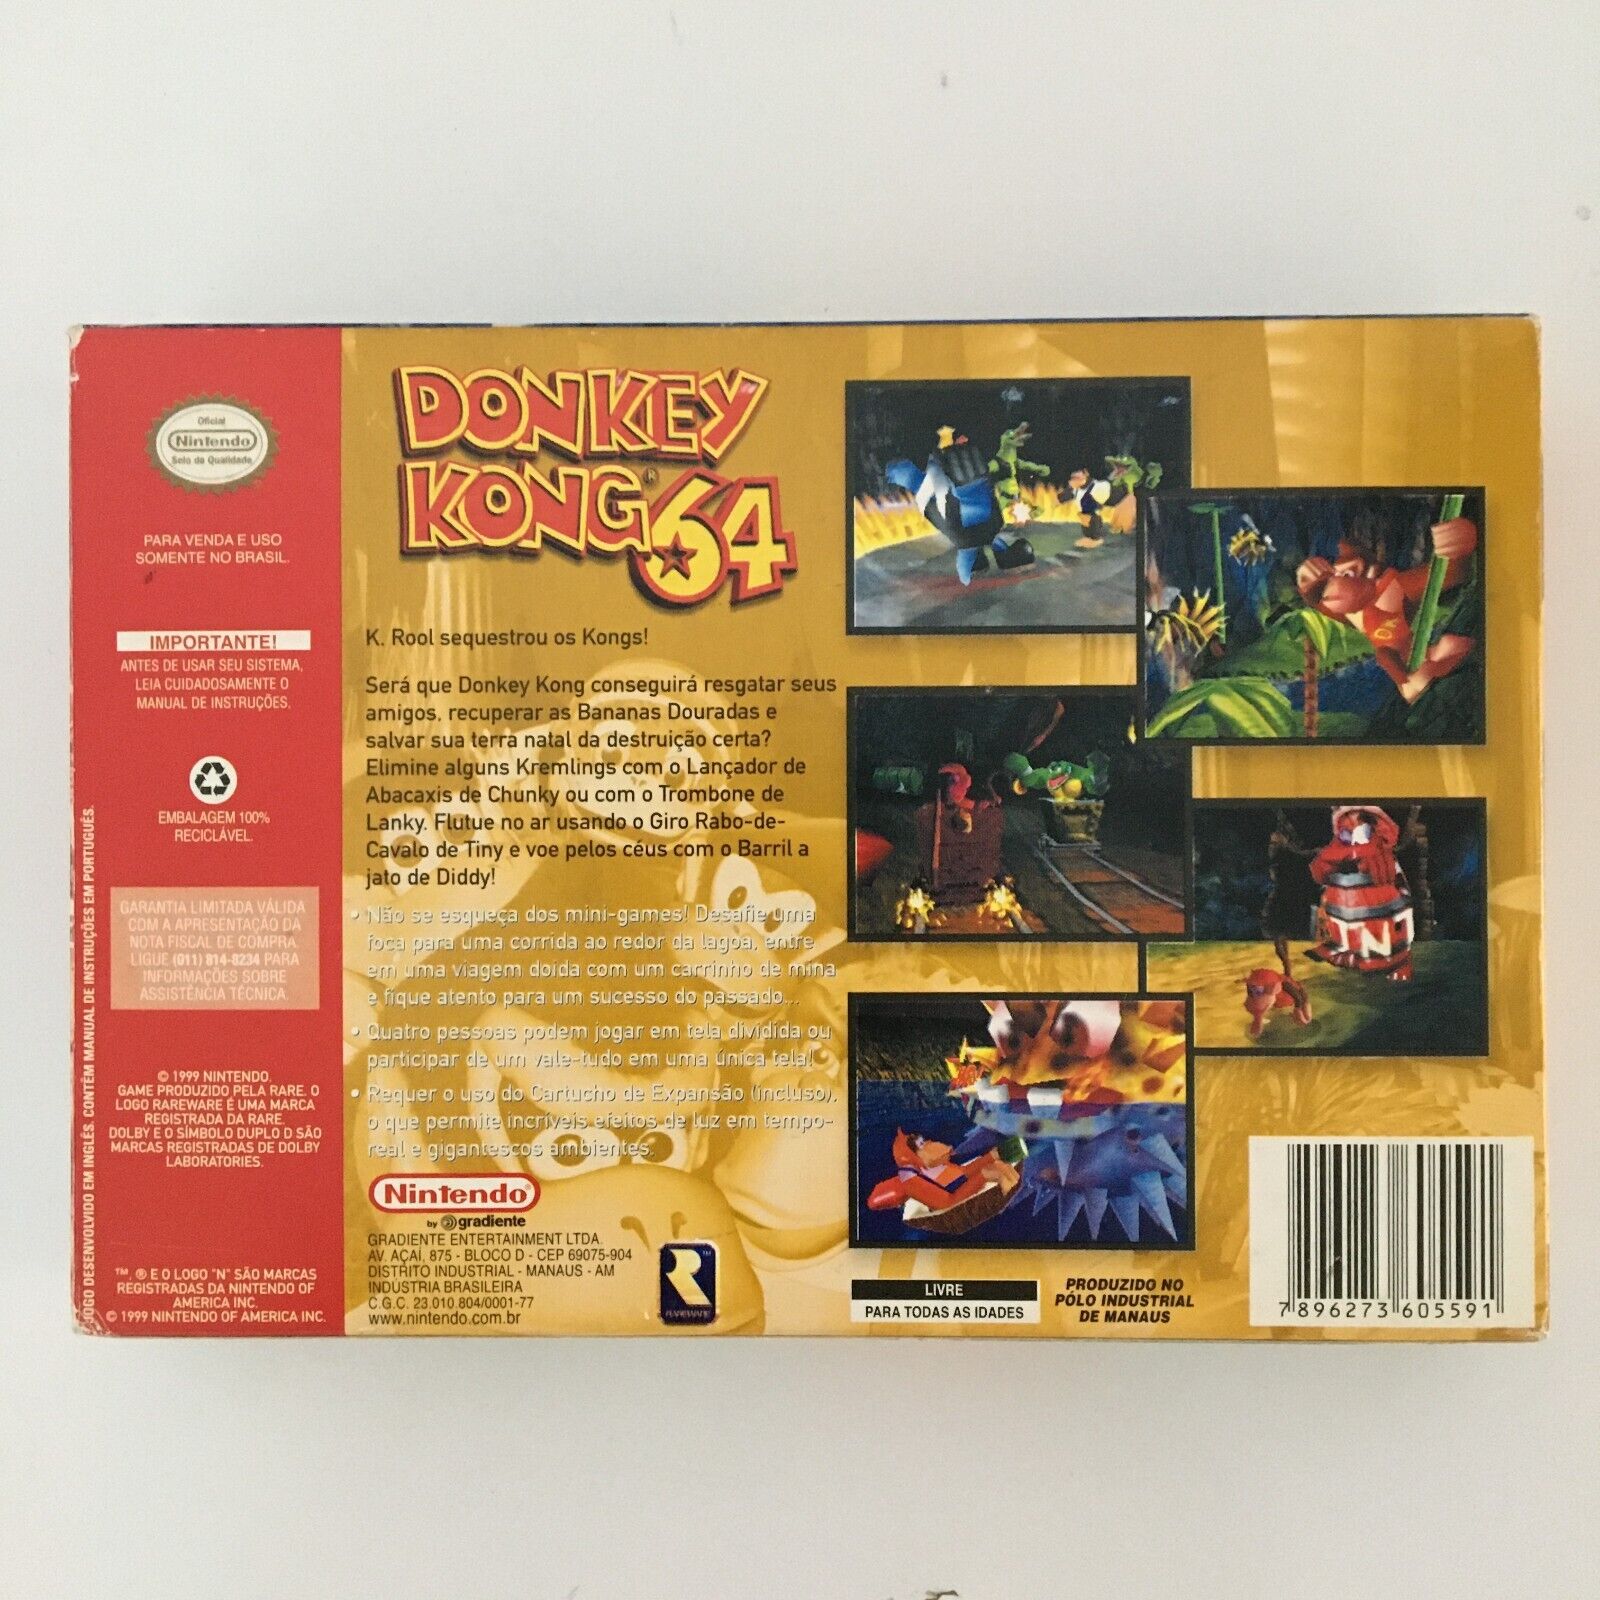 Oficial
Nintendo
Selo de Qualidade
PARA VENDA E USO
SOMENTE NO BRASIL.
IMPORTANTE!
ANTES DE USAR SEU SISTEMA,
LEIA CUIDADOSAMENTE O
MANUAL DE INSTRUÇÕES.
EMBALAGEM 100%
RECICLÁVEL.
GARANTIA LIMITADA VÁLIDA
COM A APRESENTAÇÃO DA
NOTA FISCAL DE COMPRA.
LIGUE (011) 814-8234 PARA
INFORMAÇÕES SOBRE
ASSISTÊNCIA TÉCNICA.
© 1999 NINTENDO.
GAME PRODUZIDO PELA RARE. O
LOGO RAREWARE É UMA MARCA
REGISTRADA DA RARE.
DOLBY E O SÍMBOLO DUPLO D SÃO
MARCAS REGISTRADAS DE DOLBY
LABORATORIES.
™, ® E O LOGO "N" SÃO MARCAS
REGISTRADAS DA NINTENDO OF
AMERICA INC.
© 1999 NINTENDO OF AMERICA INC.
JOGO DESENVOLVIDO EM INGLÊS. CONTÉM MANUAL DE INSTRUÇÕES EM PORTUGUÊS.
DONKEY
KONG® 64
K. Rool sequestrou os Kongs!
Será que Donkey Kong conseguirá resgatar seus
amigos, recuperar as Bananas Douradas e
salvar sua terra natal da destruição certa?
Elimine alguns Kremlings com o Lançador de
Abacaxis de Chunky ou com o Trombone de
Lanky. Flutue no ar usando o Giro Rabo-de-
Cavalo de Tiny e voe pelos céus com o Barril a
jato de Diddy!
• Não se esqueça dos mini-games! Desafie uma
foca para uma corrida ao redor da lagoa, entre
em uma viagem doida com um carrinho de mina
e fique atento para um sucesso do passado...
• Quatro pessoas podem jogar em tela dividida ou
participar de um vale-tudo em uma única tela!
• Requer o uso do Cartucho de Expansão (incluso),
o que permite incríveis efeitos de luz em tempo-
real e gigantescos ambientes.
Nintendo®
by gradiente
GRADIENTE ENTERTAINMENT LTDA.
AV. AÇAÍ, 875 - BLOCO D - CEP 69075-904
DISTRITO INDUSTRIAL - MANAUS - AM
INDÚSTRIA BRASILEIRA
C.G.C. 23.010.804/0001-77
www.nintendo.com.br
R™
RAREWARE
DK
TNT
LIVRE
PARA TODAS AS IDADES
PRODUZIDO NO
PÓLO INDUSTRIAL
DE MANAUS
7 896273 605591